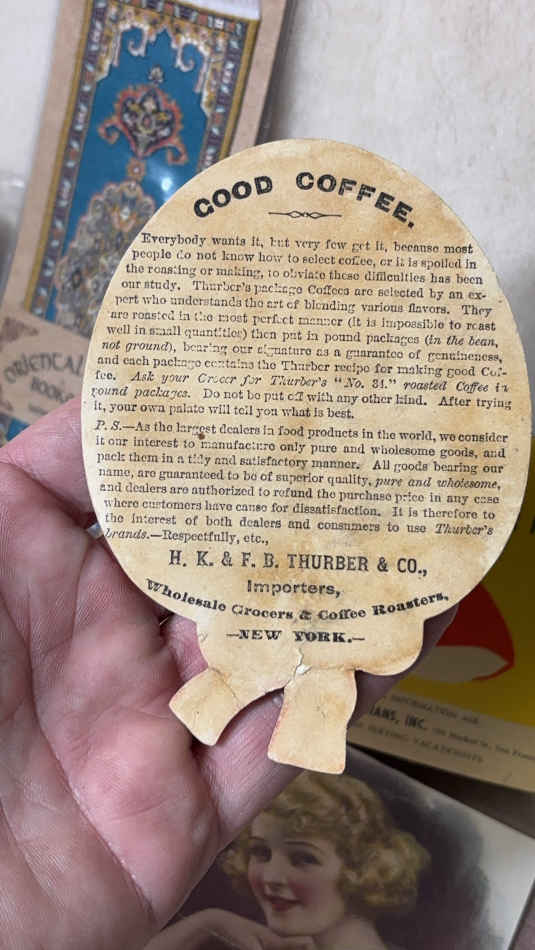 GOOD COFFEE.
Everybody wants it, but very few get it, because most
people do not know how to select coffee, or it is spoiled in
the roasting or making, to obviate these difficulties has been
our study. Thurber's package Coffees are selected by an ex-
pert who understands the art of blending various flavors. They
are roasted in the most perfect manner (it is impossible to roast
well in small quantities) then put in pound packages (in the bean,
not ground), bearing our signature as a guarantee of genuineness,
and each package contains the Thurber recipe for making good Cof-
fee. Ask your Grocer for Thurber's "No. 34." roasted Coffee in
pound packages. Do not be put off with any other kind. After trying
it, your own palate will tell you what is best.
P. S.—As the largest dealers in food products in the world, we consider
it our interest to manufacture only pure and wholesome goods, and
pack them in a tidy and satisfactory manner. All goods bearing our
name, are guaranteed to be of superior quality, pure and wholesome,
and dealers are authorized to refund the purchase price in any case
where customers have cause for dissatisfaction. It is therefore to
the interest of both dealers and consumers to use Thurber's
brands.—Respectfully, etc.,
H. K. & F. B. THURBER & CO.,
Importers,
Wholesale Grocers & Coffee Roasters,
—NEW YORK.—
ORIENTAL
INFORMATION
ANS, INC.
VACATIONISTS